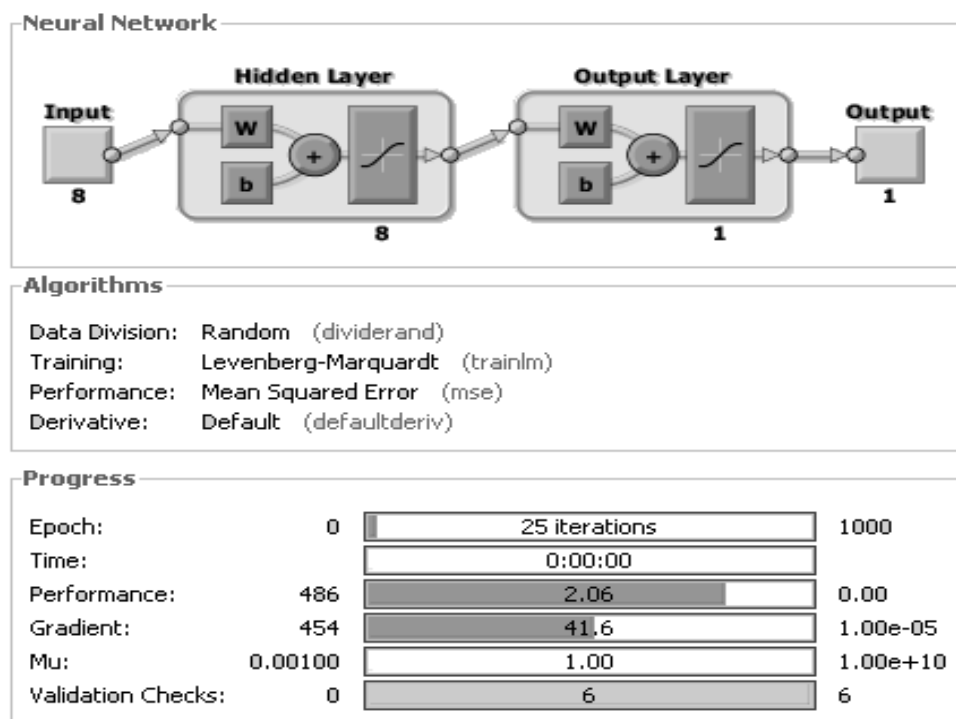 Neural Network
Hidden Layer
Output Layer
Input
Output
W
b
+
W
b
+
8
8
1
1
Algorithms
Data Division: Random (dividerand)
Training: Levenberg-Marquardt (trainlm)
Performance: Mean Squared Error (mse)
Derivative: Default (defaultderiv)
Progress
Epoch: 0 25 iterations 1000
Time: 0:00:00
Performance: 486 2.06 0.00
Gradient: 454 41.6 1.00e-05
Mu: 0.00100 1.00 1.00e+10
Validation Checks: 0 6 6